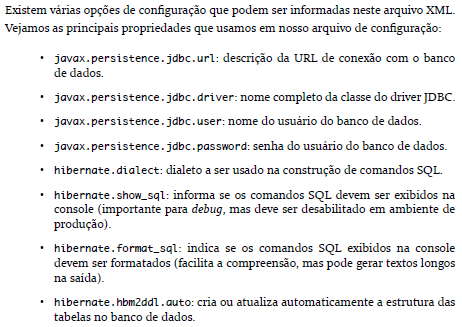 Existem várias opções de configuração que podem ser informadas neste arquivo XML.
Vejamos as principais propriedades que usamos em nosso arquivo de configuração:
• javax.persistence.jdbc.url: descrição da URL de conexão com o banco
de dados.
• javax.persistence.jdbc.driver: nome completo da classe do driver JDBC.
• javax.persistence.jdbc.user: nome do usuário do banco de dados.
• javax.persistence.jdbc.password: senha do usuário do banco de dados.
• hibernate.dialect: dialeto a ser usado na construção de comandos SQL.
• hibernate.show_sql: informa se os comandos SQL devem ser exibidos na
console (importante para debug, mas deve ser desabilitado em ambiente de
produção).
• hibernate.format_sql: indica se os comandos SQL exibidos na console
devem ser formatados (facilita a compreensão, mas pode gerar textos longos
na saída).
• hibernate.hbm2ddl.auto: cria ou atualiza automaticamente a estrutura das
tabelas no banco de dados.